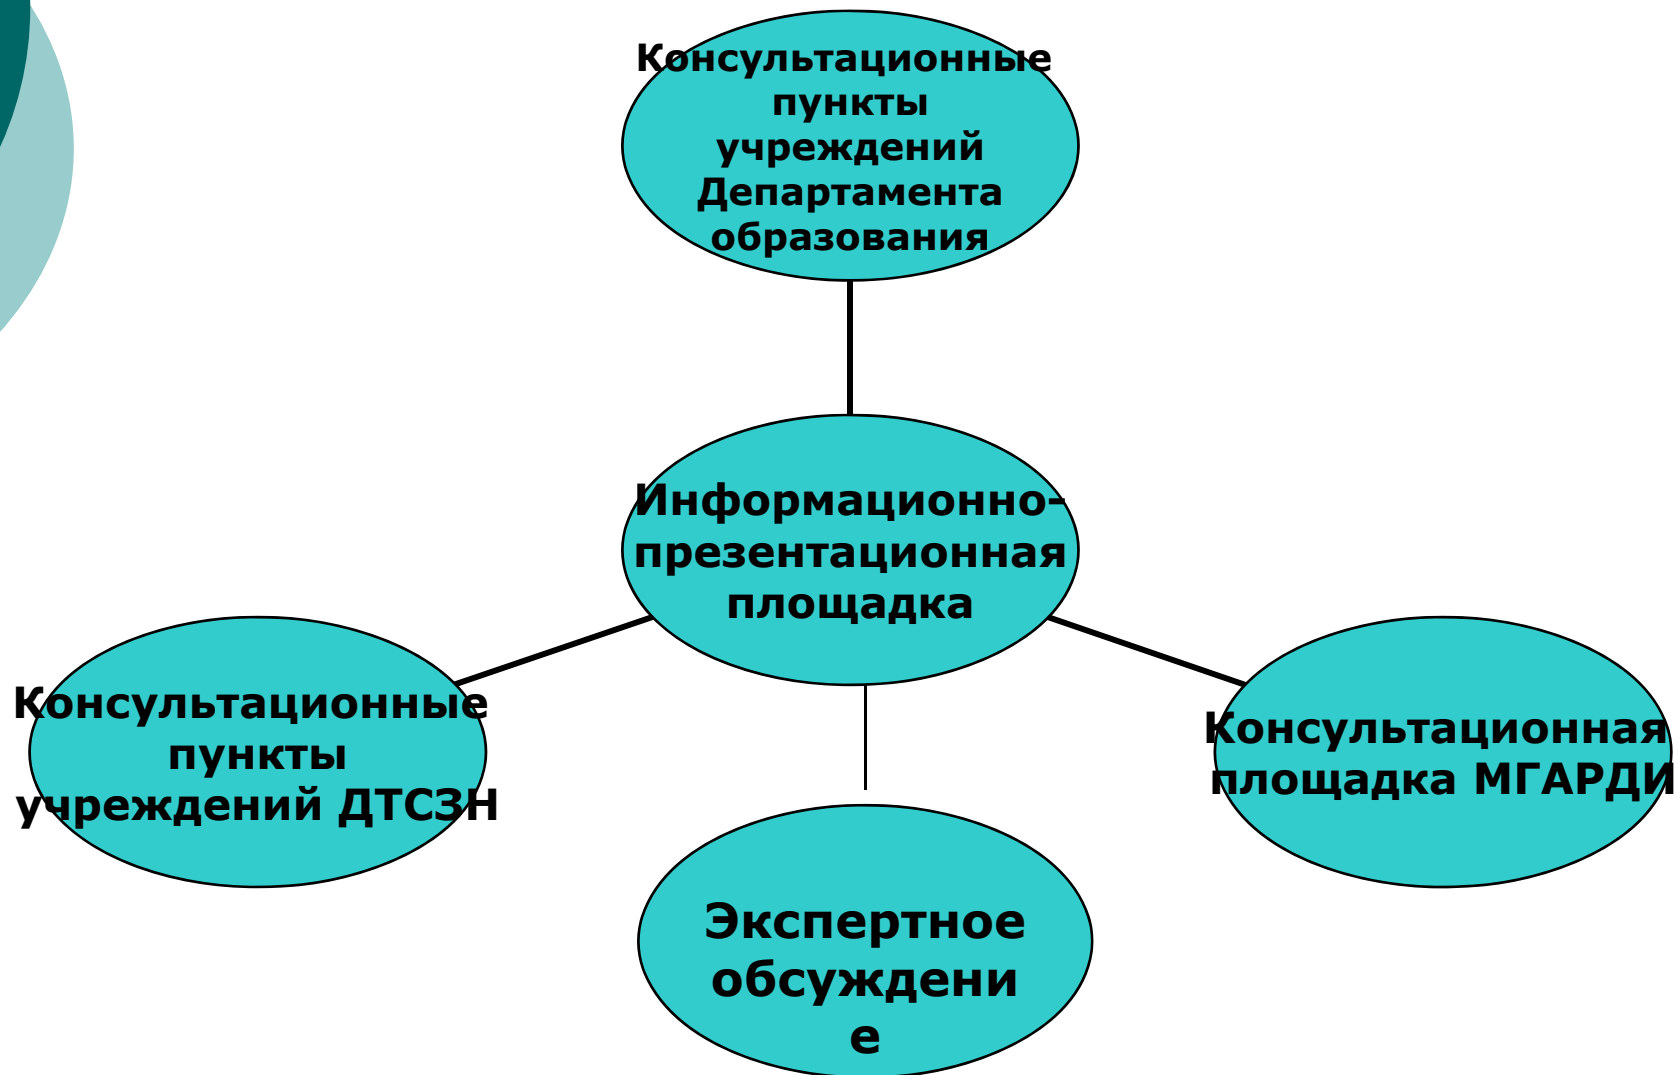 Консультационные
пункты
учреждений
Департамента
образования
Информационно-
презентационная
площадка
Консультационные
пункты
учреждений ДТСЗН
Консультационная
площадка МГАРДИ
Экспертное
обсуждени
е